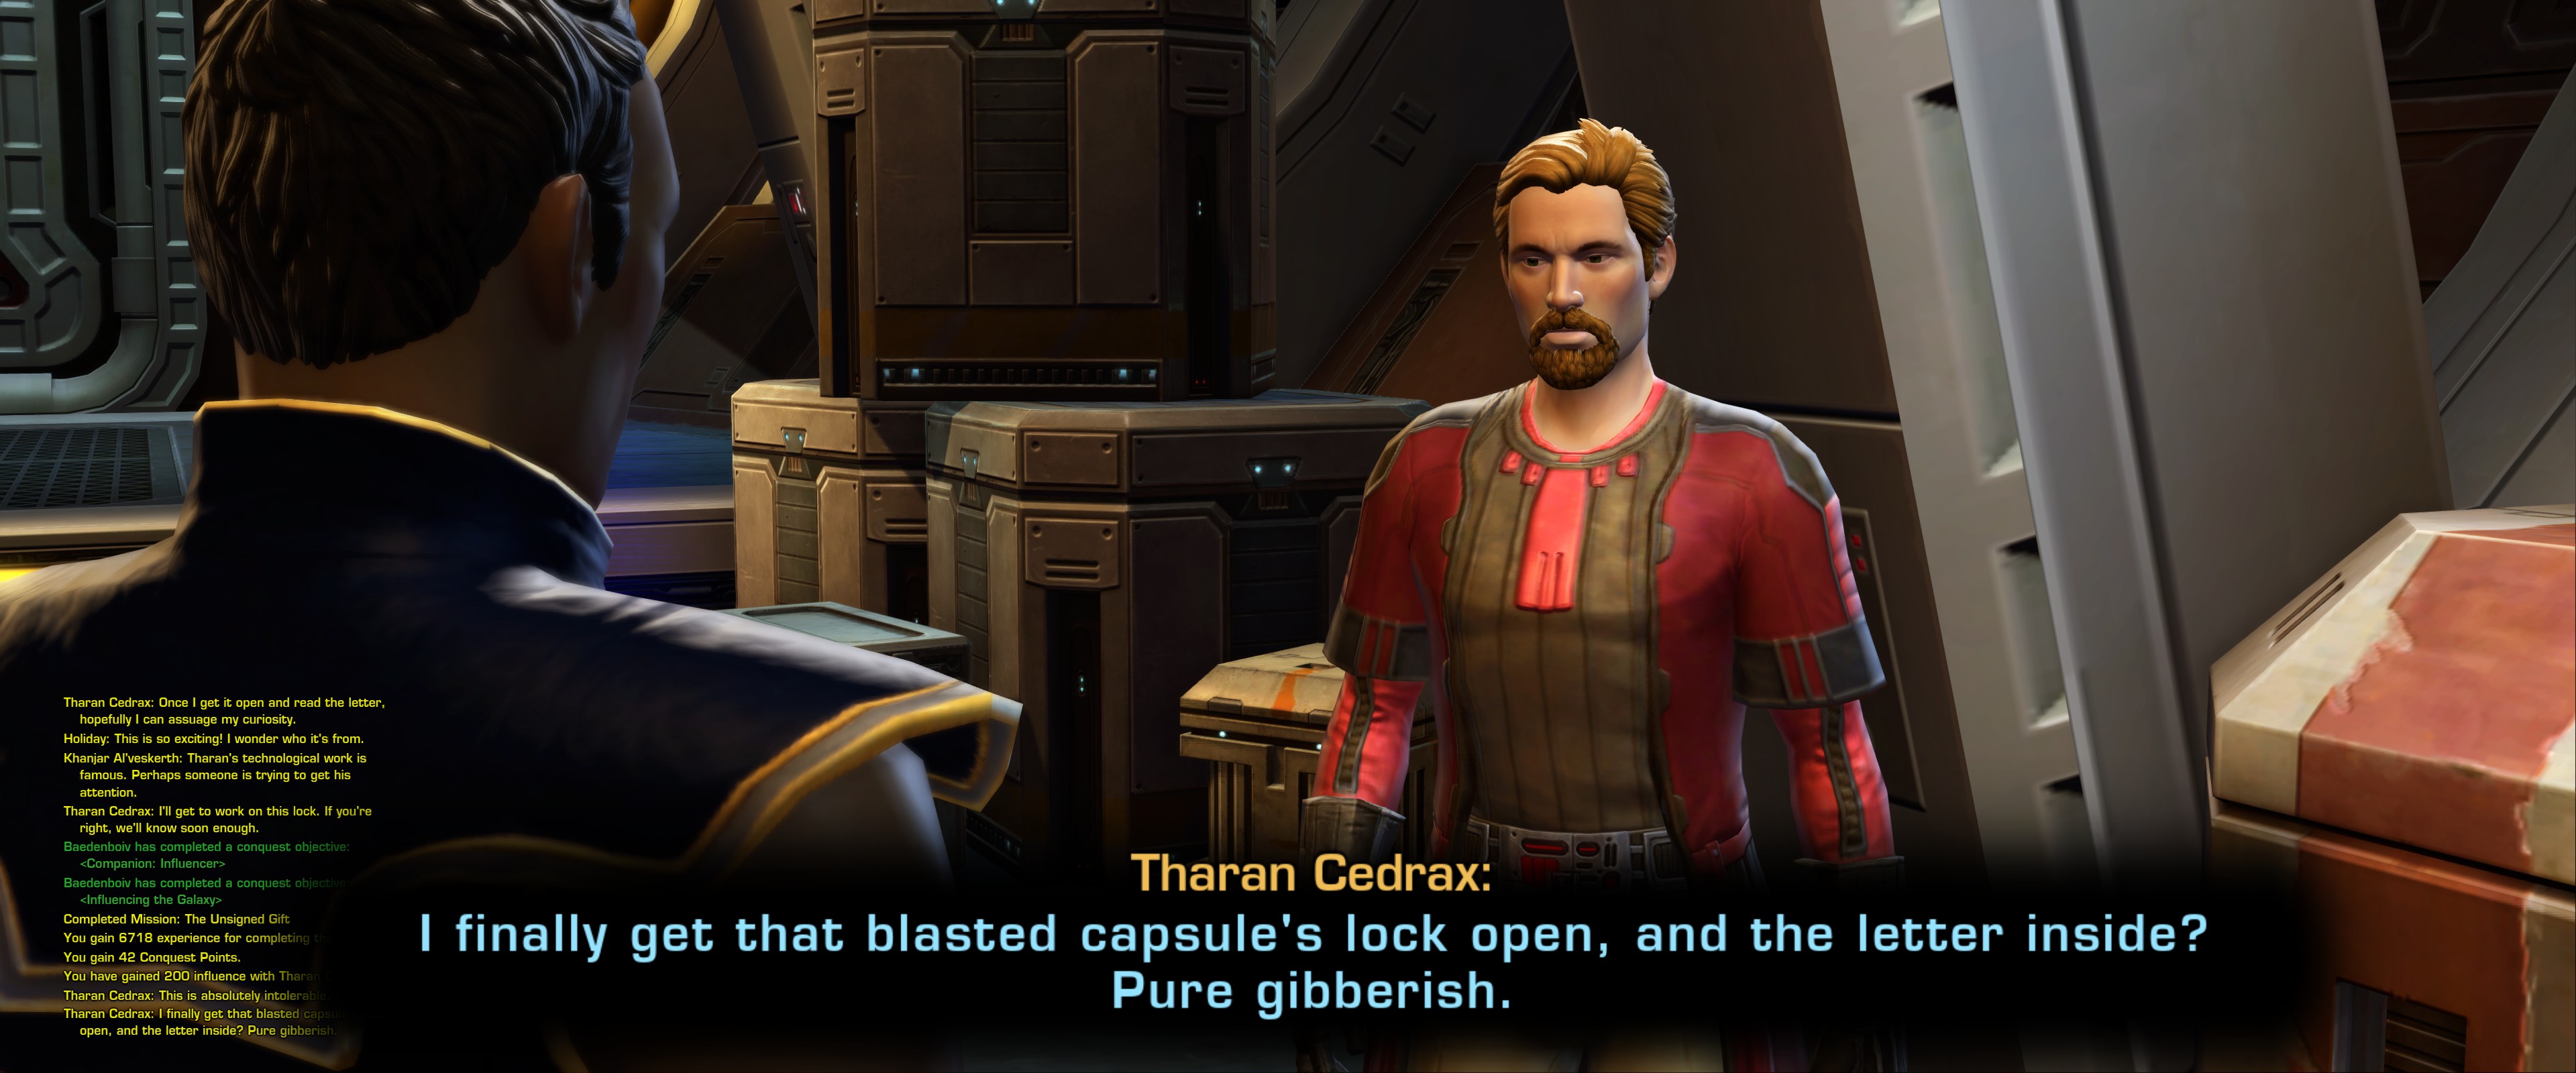 Tharan Cedrax: Once I get it open and read the letter,
hopefully I can assuage my curiosity.
Holiday: This is so exciting! I wonder who it's from.
Khanjar Al'veskerth: Tharan's technological work is
famous. Perhaps someone is trying to get his
attention.
Tharan Cedrax: I'll get to work on this lock. If you're
right, we'll know soon enough.
Baedenboiv has completed a conquest objective:
<Companion: Influencer>
Baedenboiv has completed a conquest objective:
<Influencing the Galaxy>
Completed Mission: The Unsigned Gift
You gain 6718 experience for completing
You gain 42 Conquest Points.
You have gained 200 influence with Tharan
Tharan Cedrax: This is absolutely intolerable.
Tharan Cedrax: I finally get that blasted
open, and the letter inside? Pure gibberish.
Tharan Cedrax:
I finally get that blasted capsule's lock open, and the letter inside?
Pure gibberish.